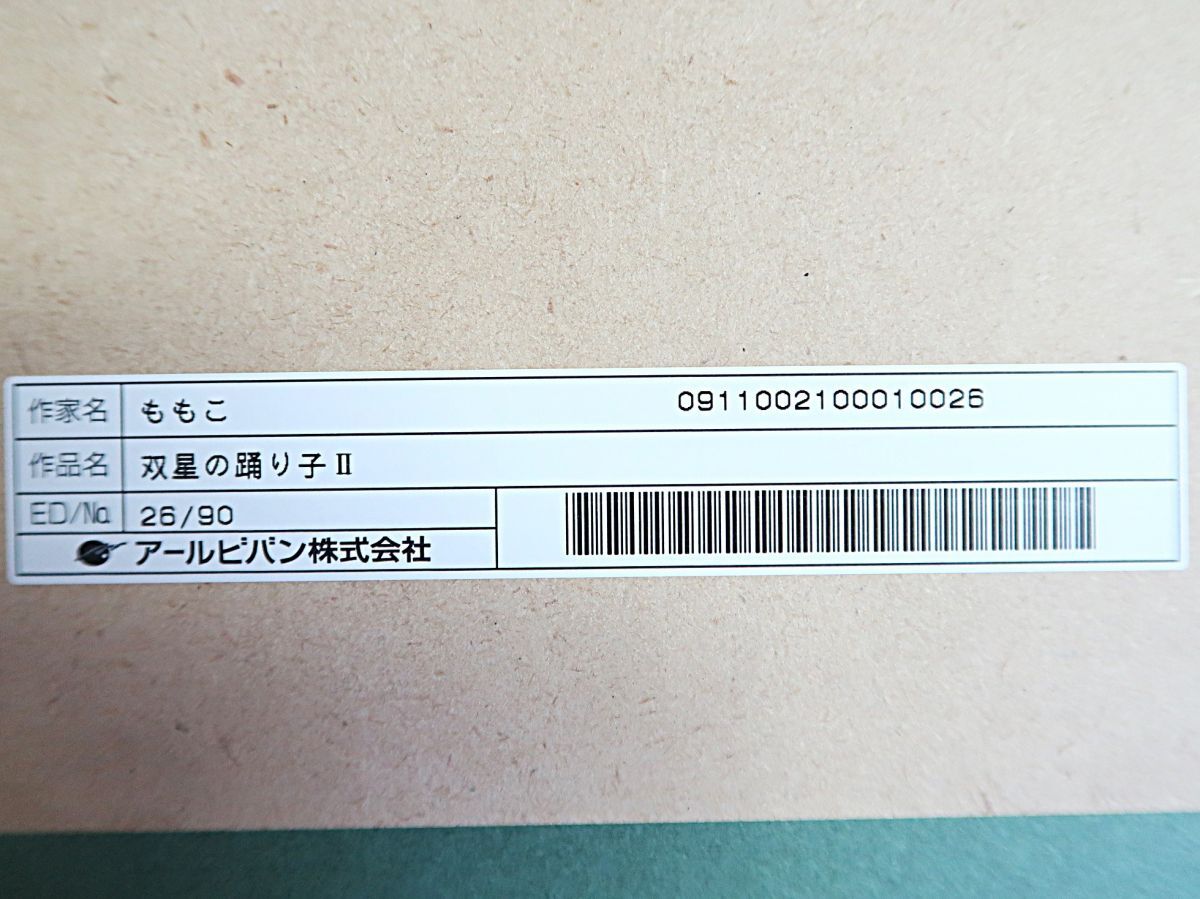 作家名 ももこ 0911002100010026
作品名 双星の踊り子Ⅱ
ED/No. 26/90
アールビバン株式会社